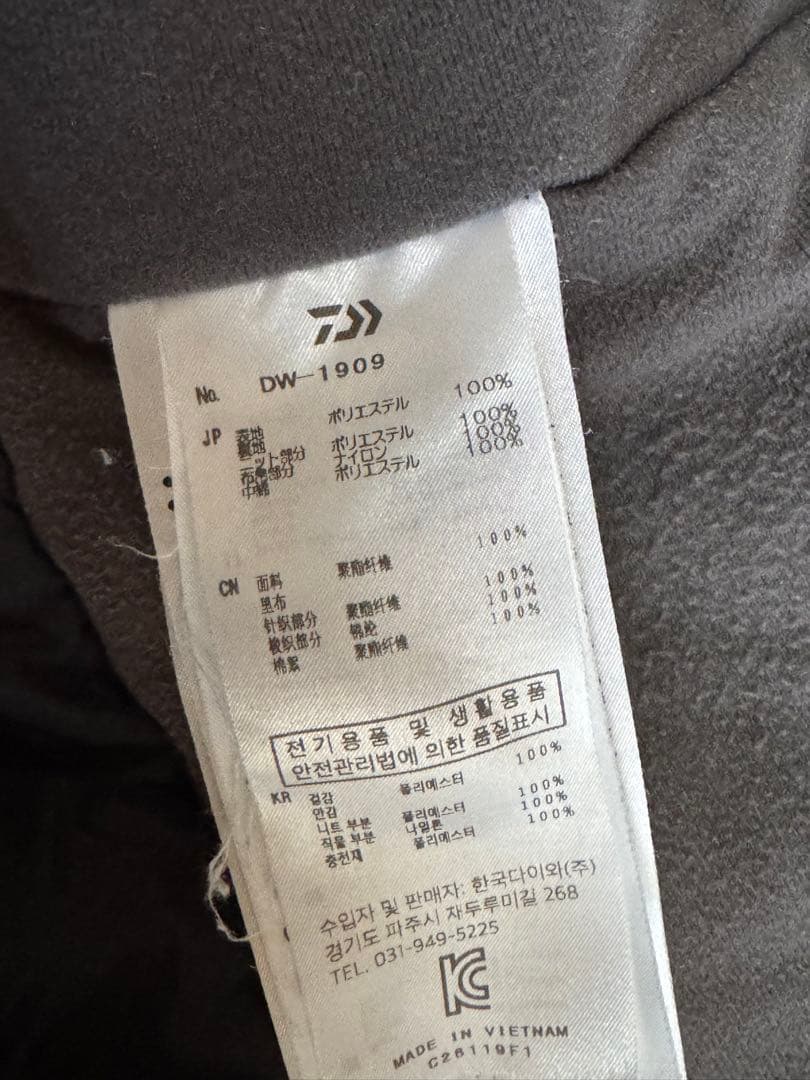 No. DW-1909
JP 表地 ポリエステル 100%
裏地
ニット部分 ポリエステル 100%
布帛部分 ナイロン 100%
中綿 ポリエステル 100%
CN 面料 聚酯纤维 100%
里布
针织部分 聚酯纤维 100%
梭织部分 锦纶 100%
棉絮 聚酯纤维 100%
전기용품 및 생활용품
안전관리법에 의한 품질표시
KR 겉감 폴리에스터 100%
안감
니트 부분 폴리에스터 100%
직물 부분 나일론 100%
충전재 폴리에스터 100%
수입자 및 판매자: 한국다이와(주)
경기도 파주시 재두루미길 268
TEL. 031-949-5225
KC
MADE IN VIETNAM
C26119F1